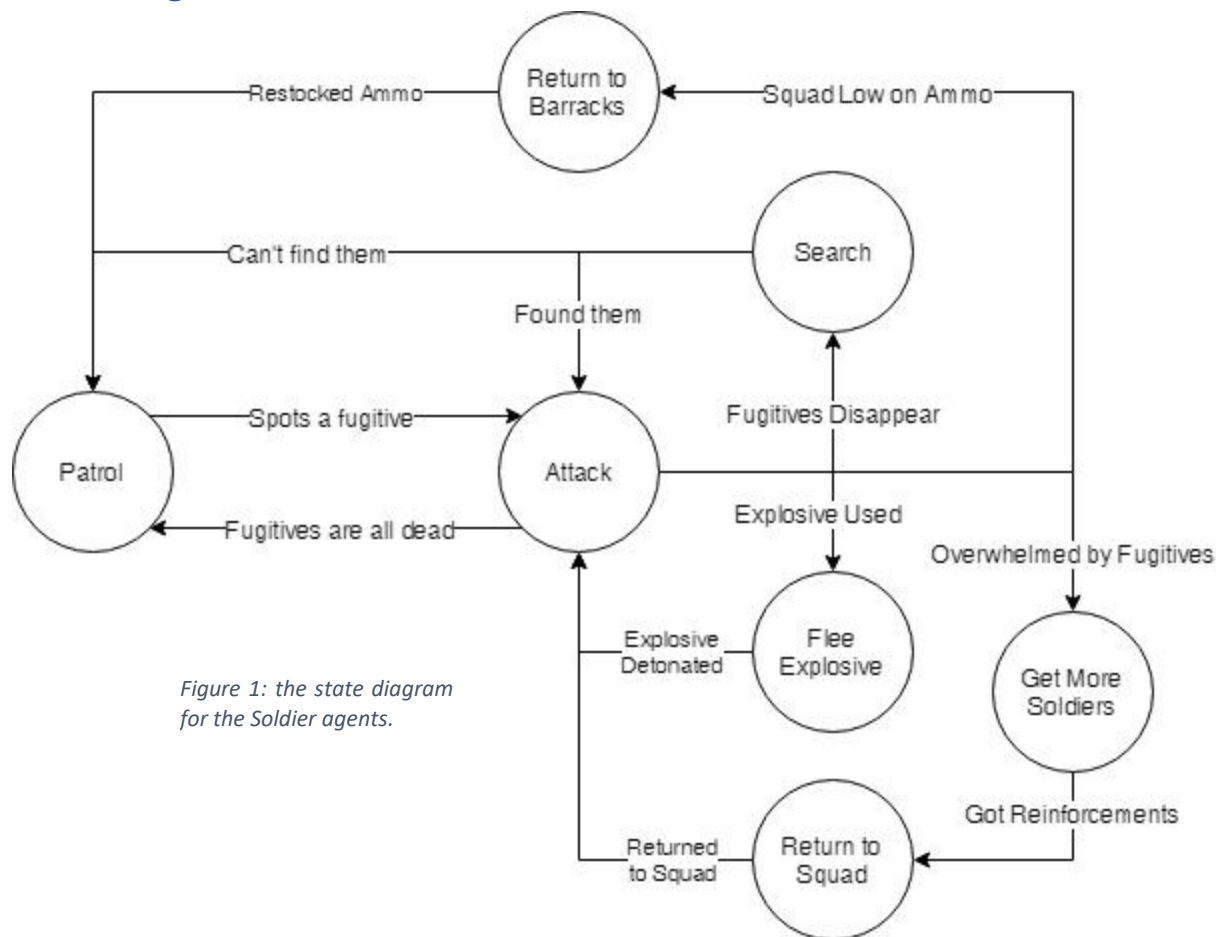 Return to
Barracks
Restocked Ammo
Squad Low on Ammo
Search
Can't find them
Found them
Patrol
Spots a fugitive
Attack
Fugitives Disappear
Fugitives are all dead
Explosive Used
Overwhelmed by Fugitives
Explosive
Detonated
Flee
Explosive
Get More
Soldiers
Figure 1: the state diagram
for the Soldier agents.
Got Reinforcements
Returned
to Squad
Return to
Squad